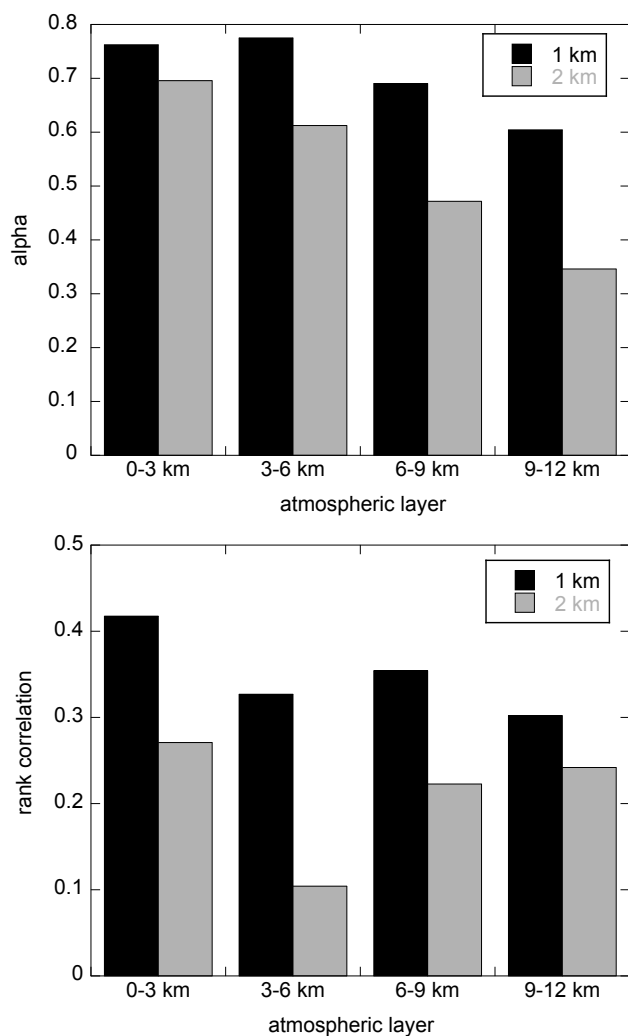 0.8
0.7
0.6
0.5
0.4
0.3
0.2
0.1
0
alpha
1 km
2 km
0-3 km 3-6 km 6-9 km 9-12 km
atmospheric layer
0.5
0.4
0.3
0.2
0.1
0
rank correlation
1 km
2 km
0-3 km 3-6 km 6-9 km 9-12 km
atmospheric layer